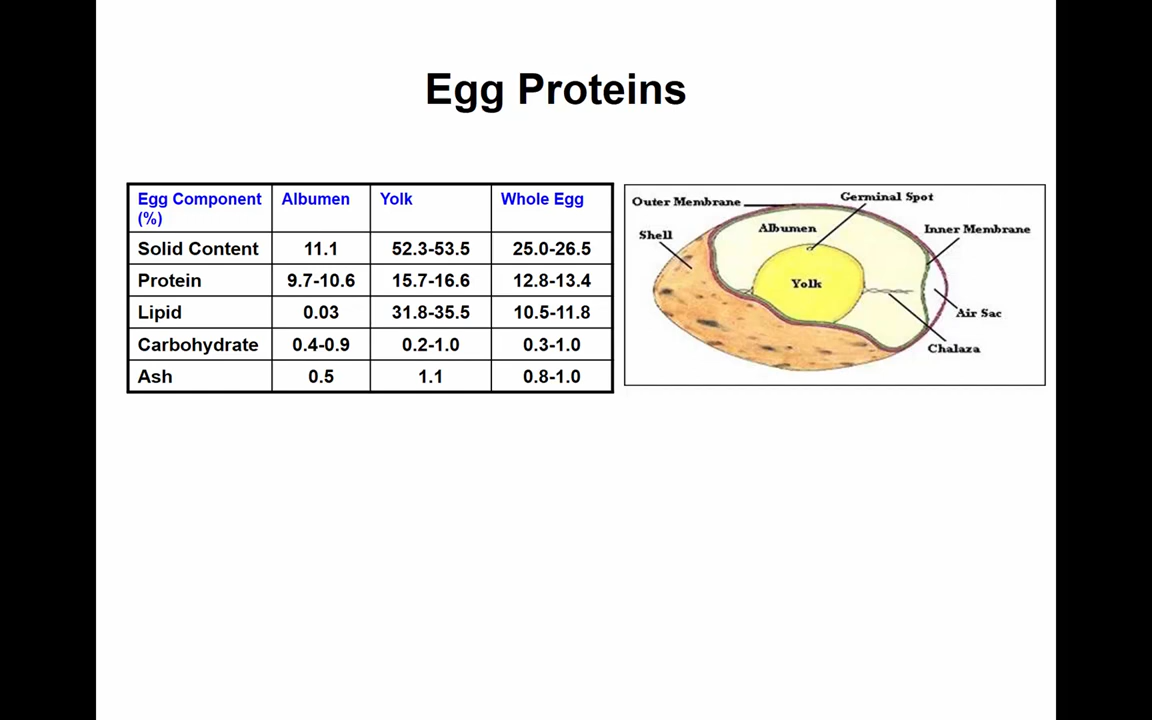 Egg Proteins
Egg Component (%) Albumen Yolk Whole Egg
Solid Content 11.1 52.3-53.5 25.0-26.5
Protein 9.7-10.6 15.7-16.6 12.8-13.4
Lipid 0.03 31.8-35.5 10.5-11.8
Carbohydrate 0.4-0.9 0.2-1.0 0.3-1.0
Ash 0.5 1.1 0.8-1.0
Germinal Spot
Outer Membrane
Albumen
Inner Membrane
Shell
Yolk
Air Sac
Chalaza